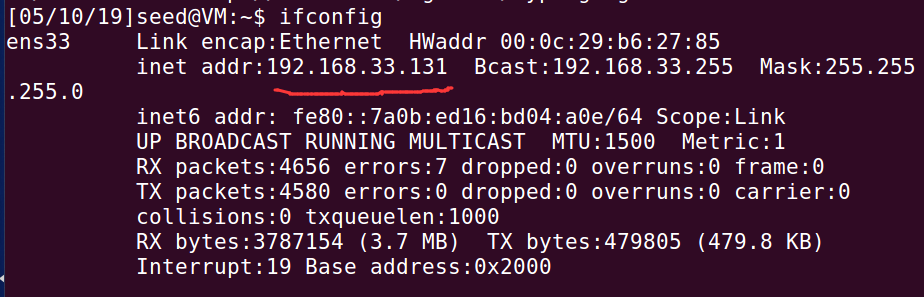 [05/10/19]seed@VM:~$ ifconfig
ens33     Link encap:Ethernet  HWaddr 00:0c:29:b6:27:85
          inet addr:192.168.33.131  Bcast:192.168.33.255  Mask:255.255
.255.0
          inet6 addr: fe80::7a0b:ed16:bd04:a0e/64 Scope:Link
          UP BROADCAST RUNNING MULTICAST  MTU:1500  Metric:1
          RX packets:4656 errors:7 dropped:0 overruns:0 frame:0
          TX packets:4580 errors:0 dropped:0 overruns:0 carrier:0
          collisions:0 txqueuelen:1000
          RX bytes:3787154 (3.7 MB)  TX bytes:479805 (479.8 KB)
          Interrupt:19 Base address:0x2000